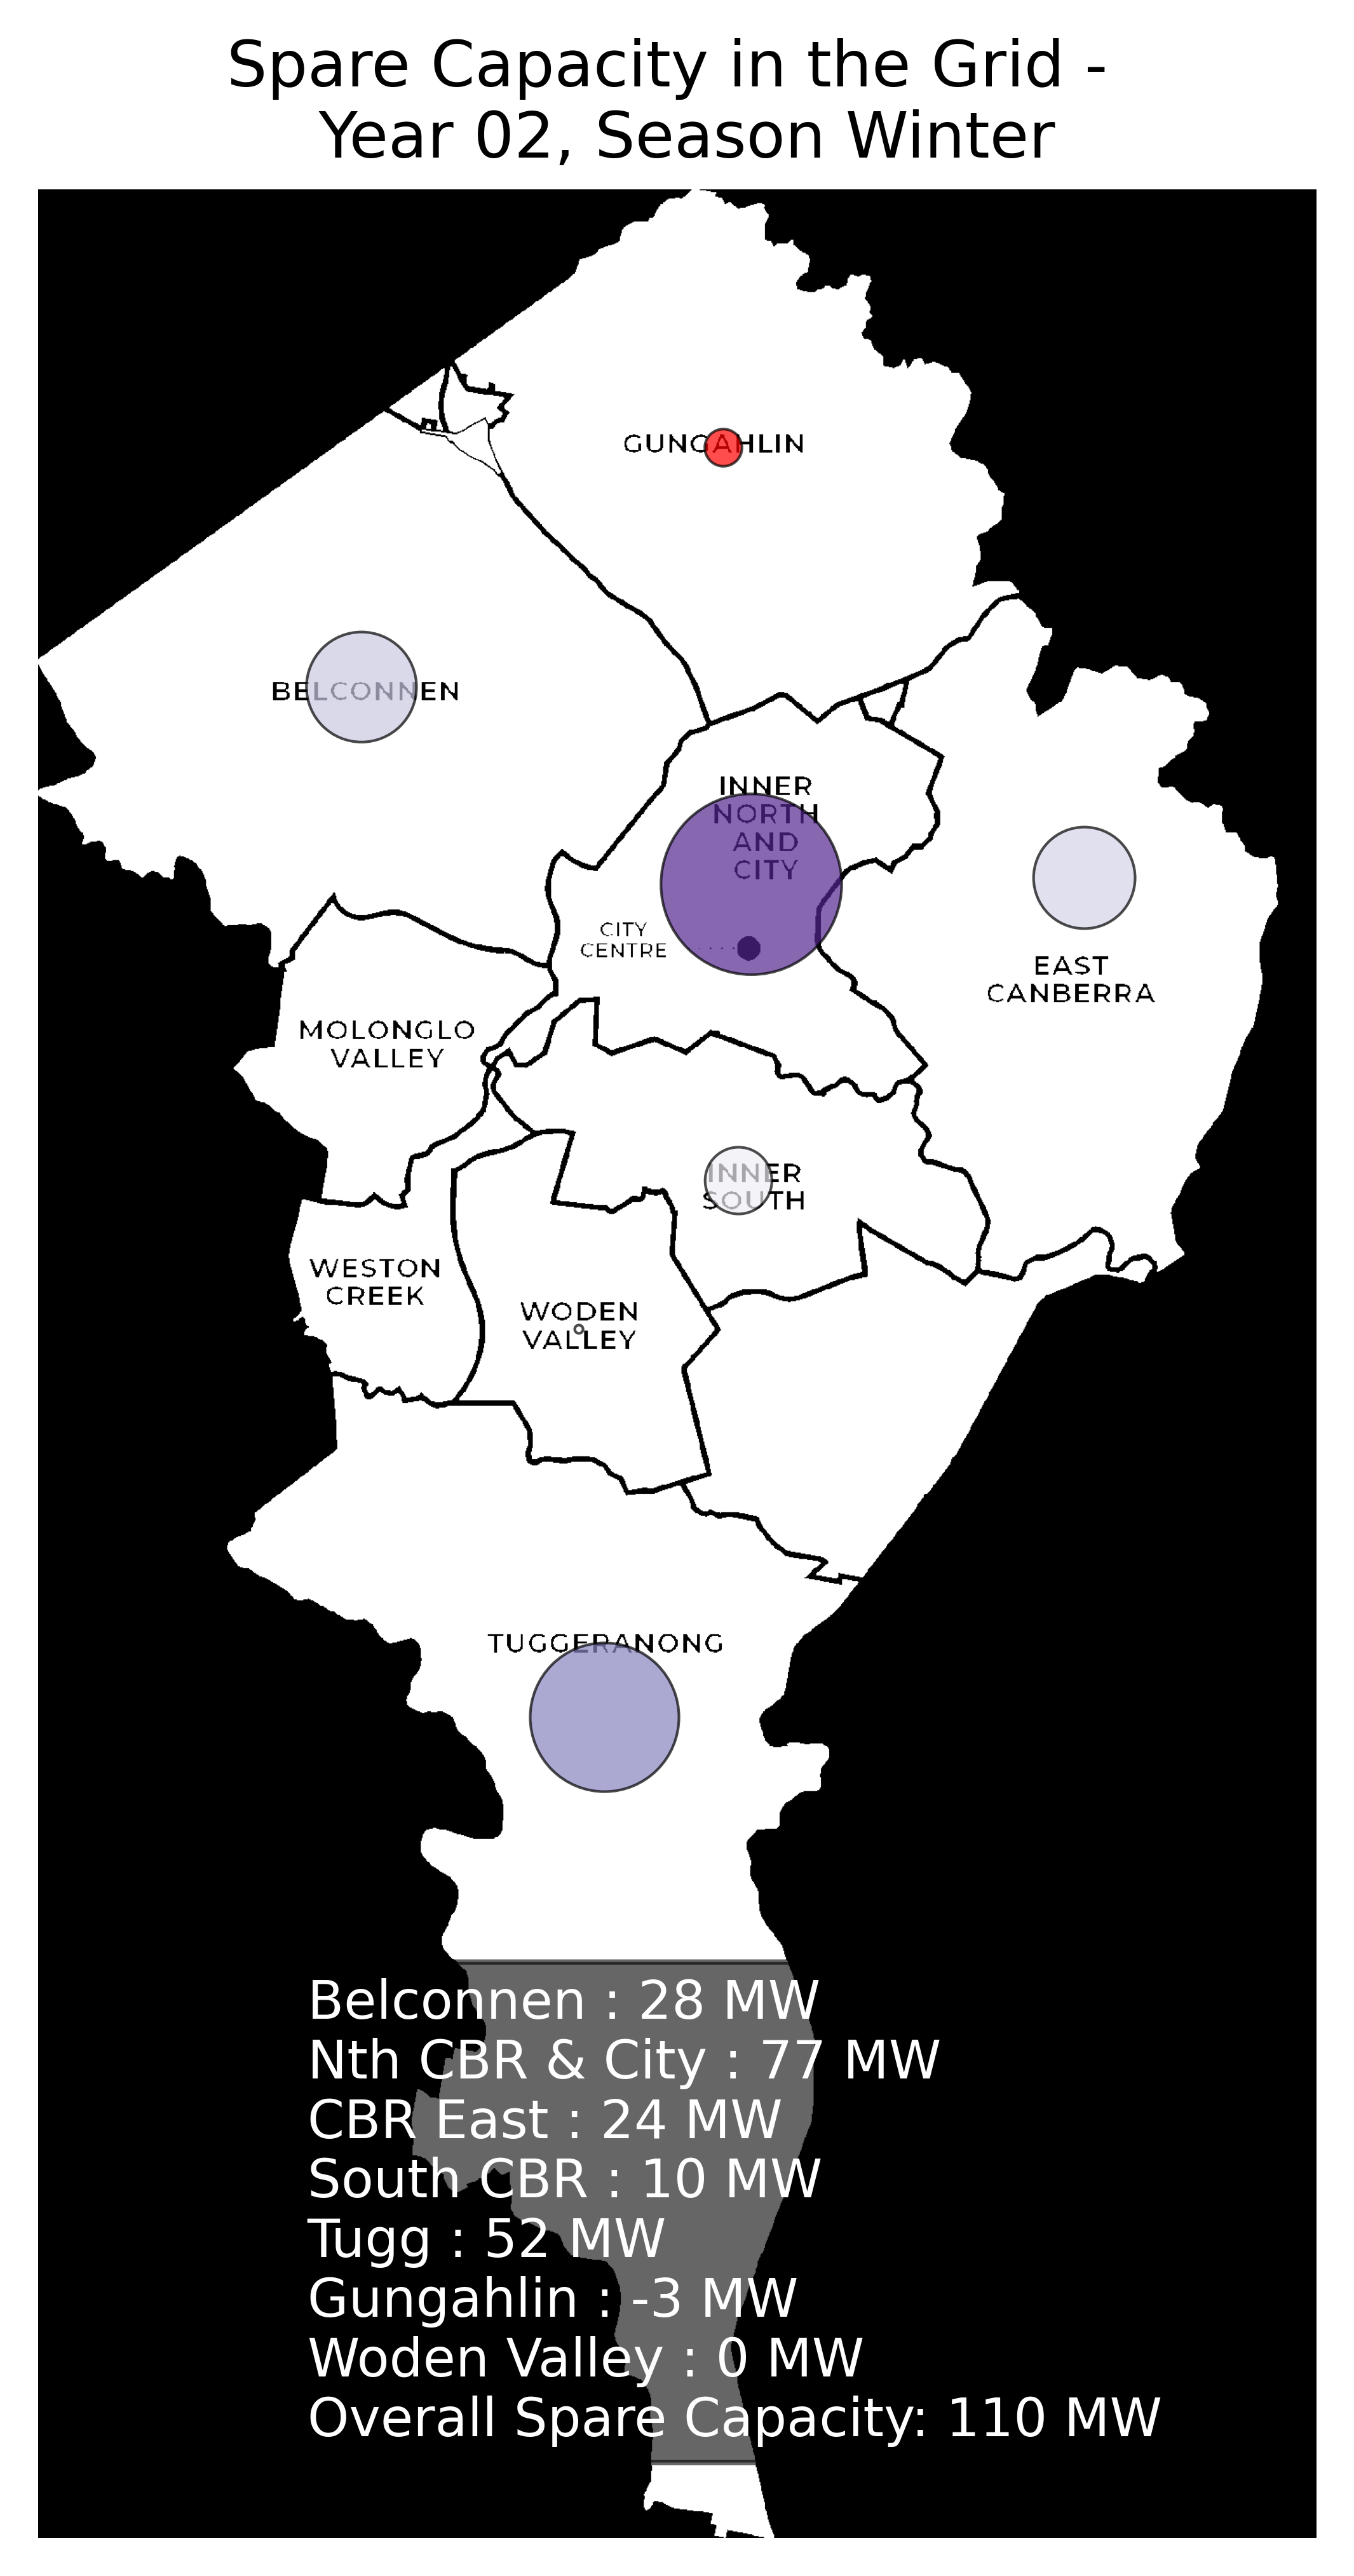 Spare Capacity in the Grid -
Year 02, Season Winter
GUNGAHLIN
BELCONNEN
INNER
NORTH
AND
CITY
CITY
CENTRE
EAST
CANBERRA
MOLONGLO
VALLEY
INNER
SOUTH
WESTON
CREEK
WODEN
VALLEY
TUGGERANONG
Belconnen : 28 MW
Nth CBR & City : 77 MW
CBR East : 24 MW
South CBR : 10 MW
Tugg : 52 MW
Gungahlin : -3 MW
Woden Valley : 0 MW
Overall Spare Capacity: 110 MW